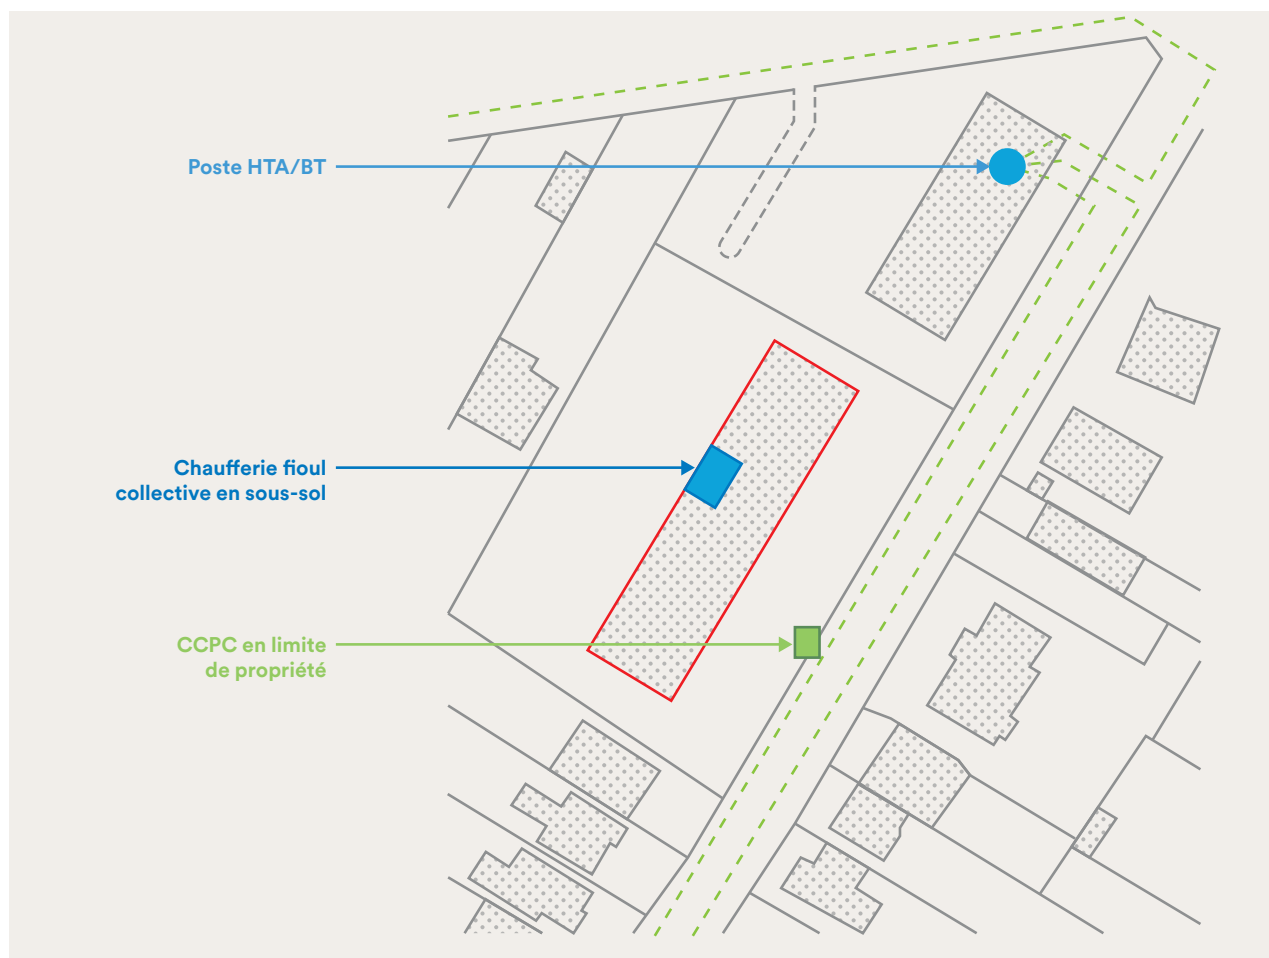 Poste HTA/BT
Chaufferie fioul
collective en sous-sol
CCPC en limite
de propriété